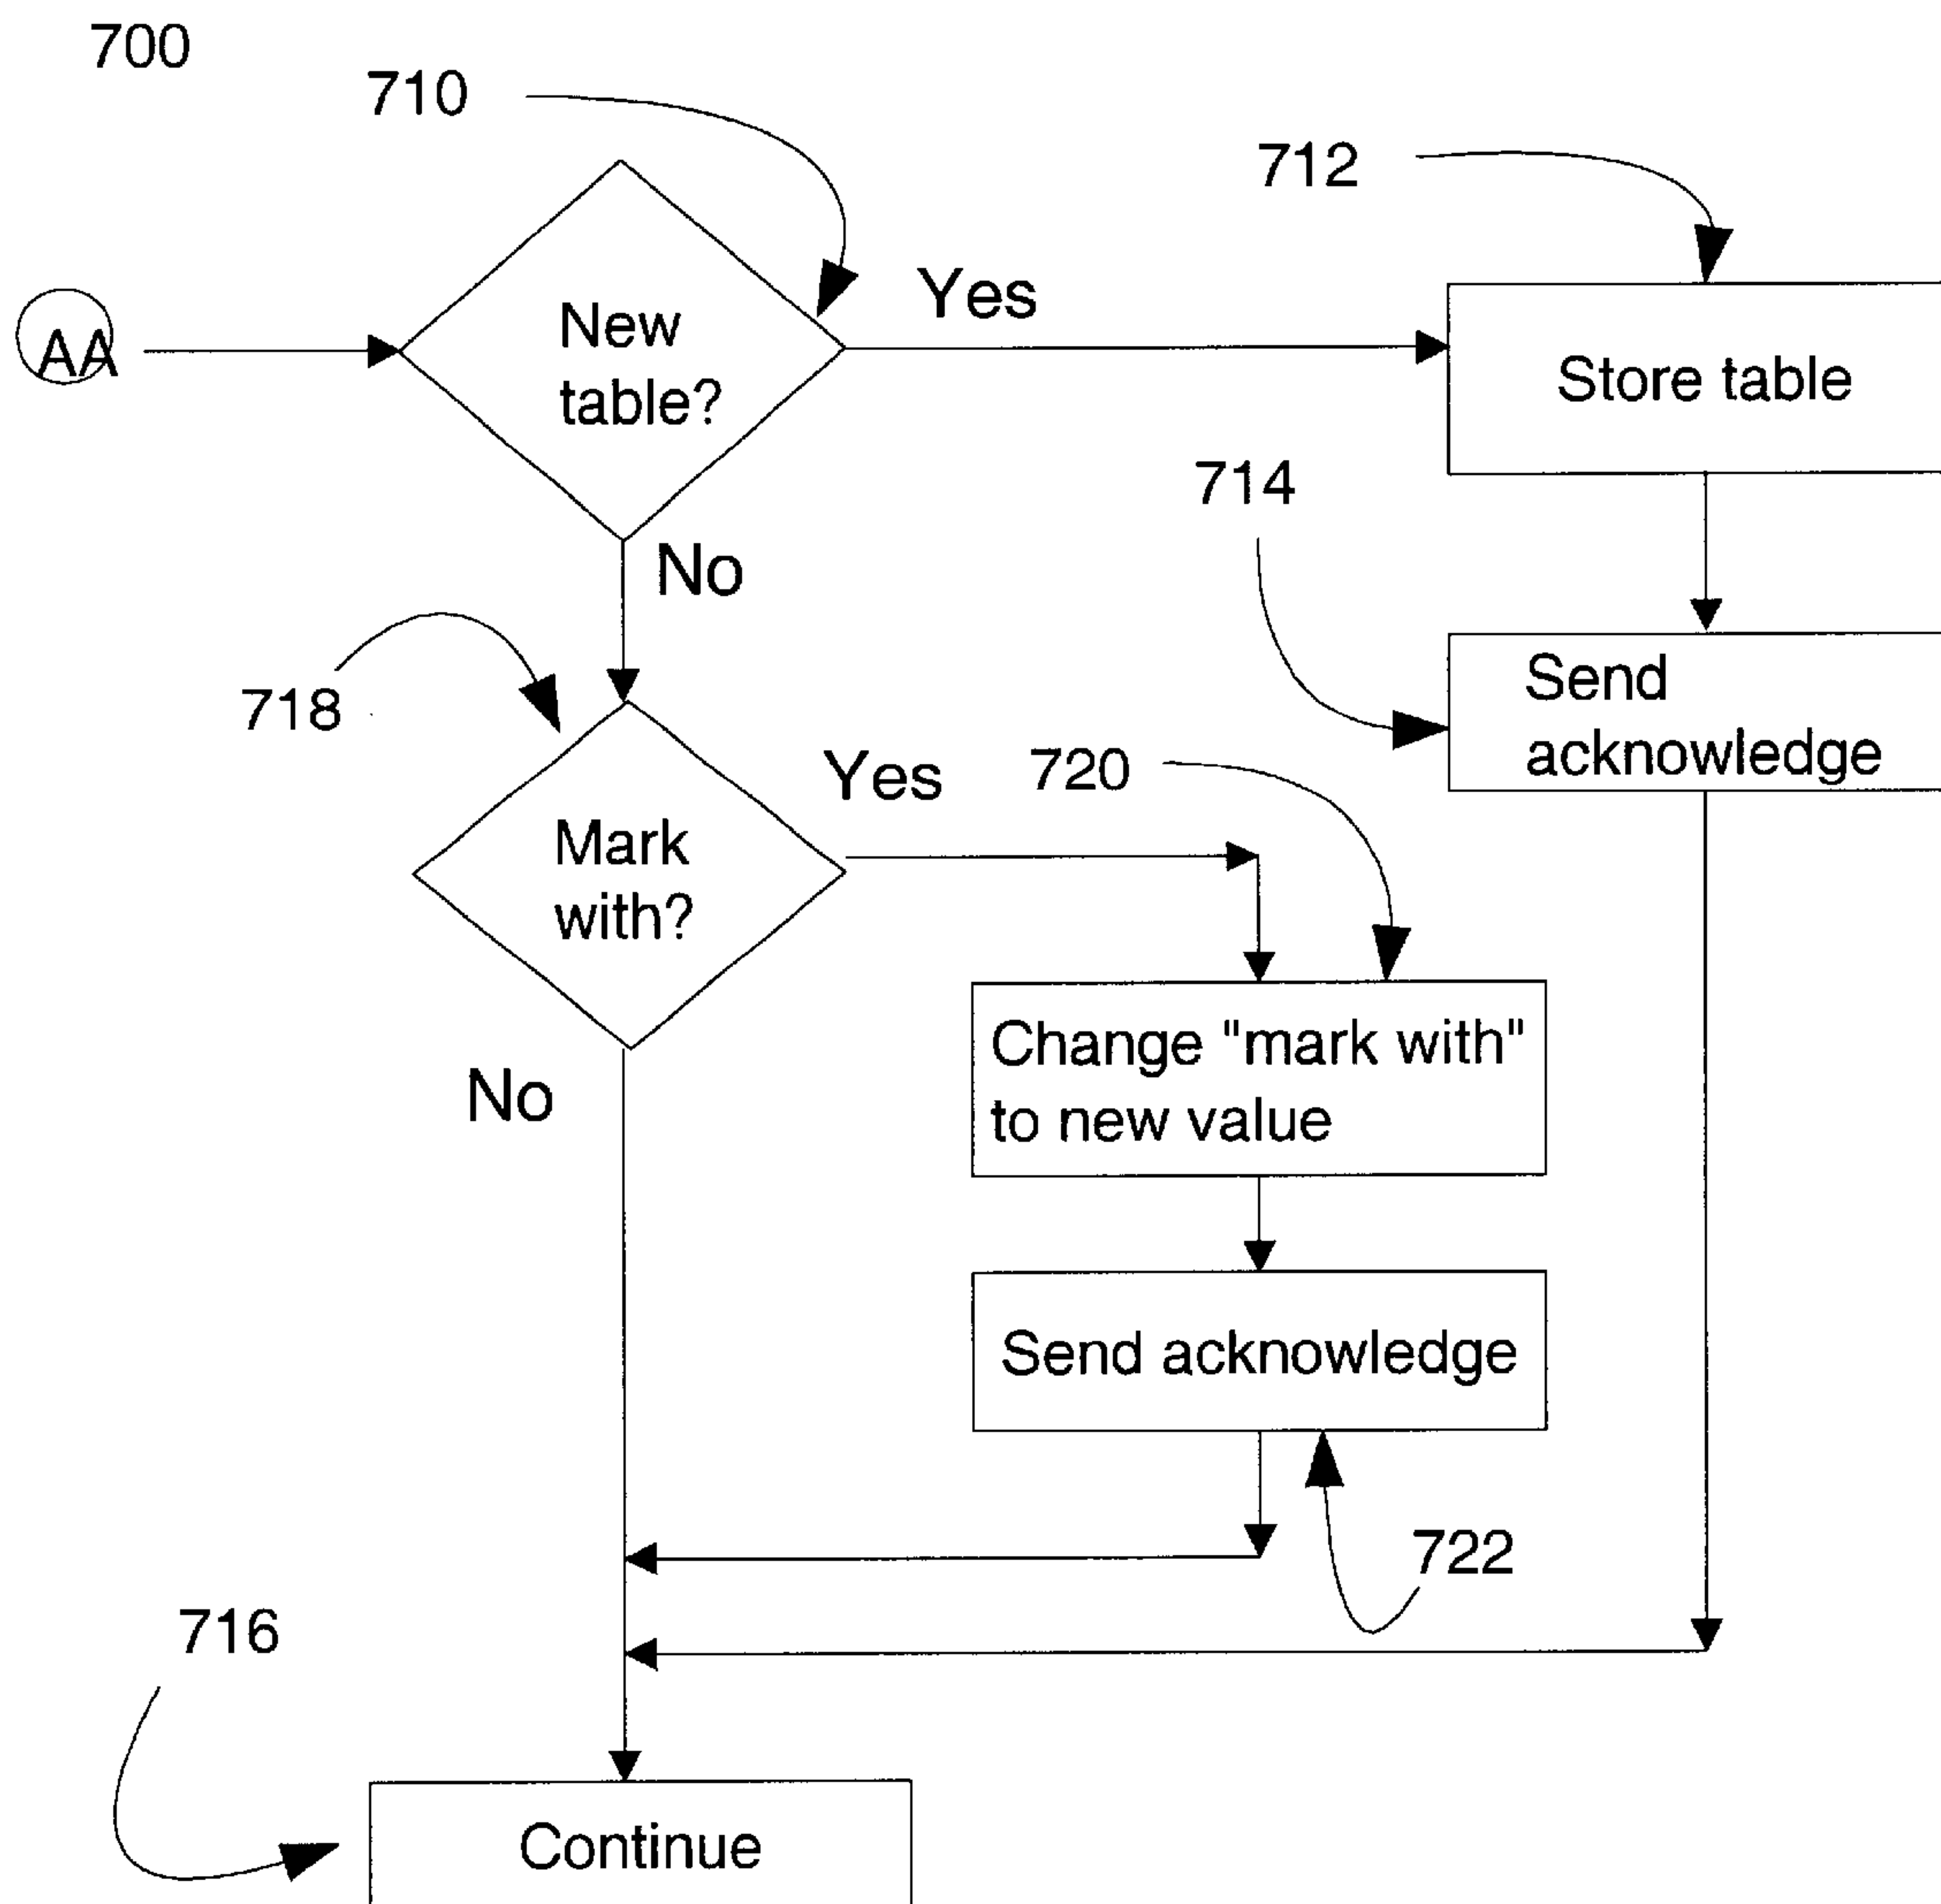 700
710
712
AA
New
table?
Yes
Store table
714
No
Send
acknowledge
718
Mark
with?
Yes
720
Change "mark with"
to new value
No
Send acknowledge
722
716
Continue